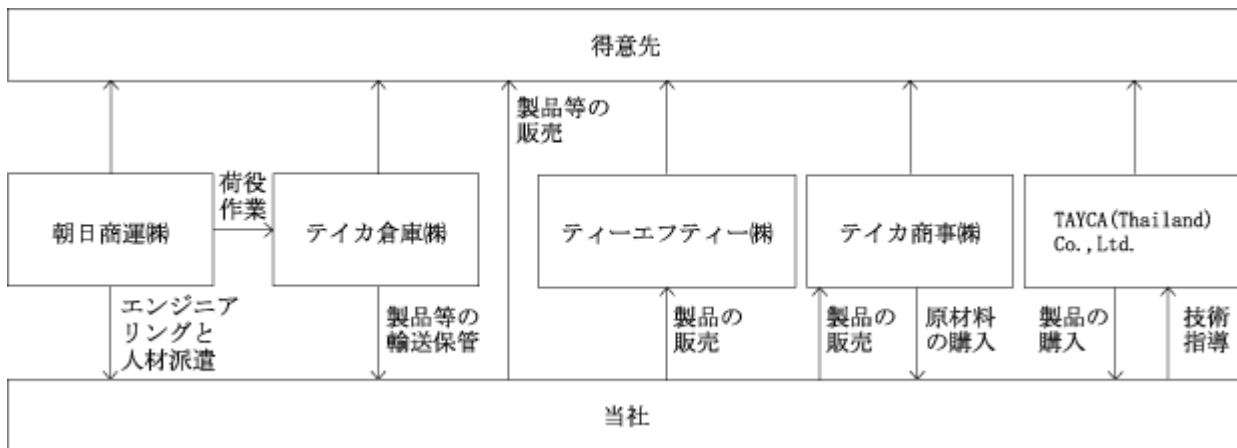 得意先
製品等の
販売
荷役
作業
朝日商運㈱
テイカ倉庫㈱
ティーエフティー㈱
テイカ商事㈱
TAYCA(Thailand)
Co.,Ltd.
エンジニア
リングと
人材派遣
製品等の
輸送保管
製品の
販売
製品の
販売
原材料
の購入
製品の
購入
技術
指導
当社